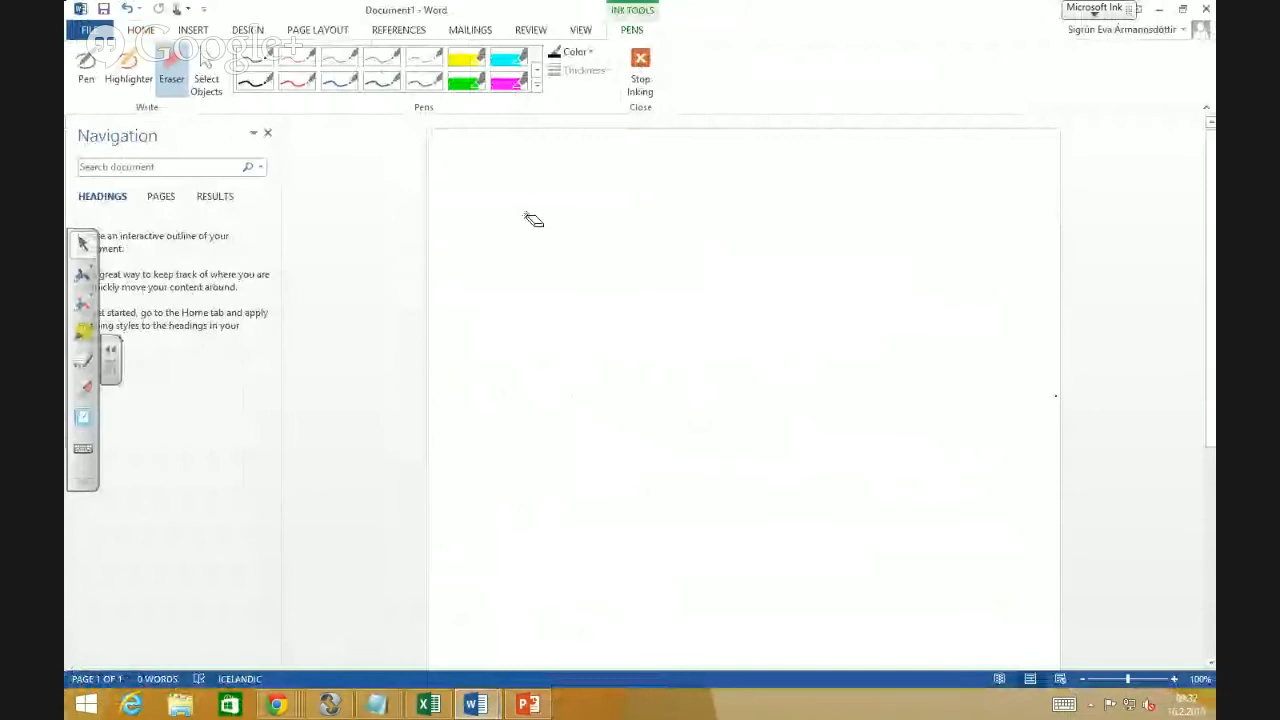 Document1 - Word
INK TOOLS
Microsoft Ink
FILE HOME INSERT DESIGN PAGE LAYOUT REFERENCES MAILINGS REVIEW VIEW PENS
Sigrún Eva Ármannsdóttir
Google+
Pen Highlighter Eraser Select Objects
Color
Thickness
Stop Inking
Write Pens Close
Navigation
Search document
HEADINGS PAGES RESULTS
an interactive outline of your
great way to keep track of where you are
quickly move your content around.
started, go to the Home tab and apply
styles to the headings in your
PAGE 1 OF 1 0 WORDS ICELANDIC
100%